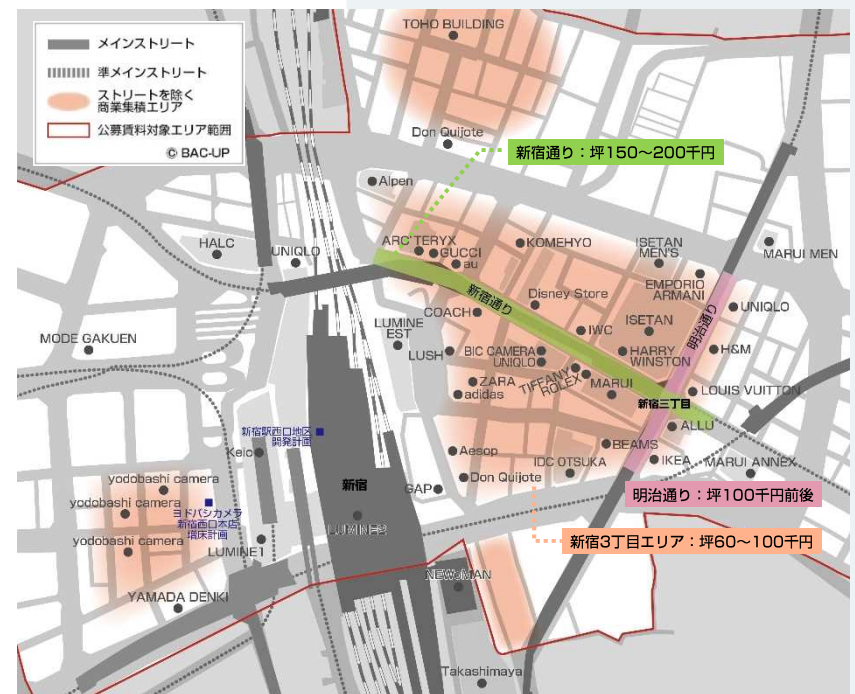 メインストリート
準メインストリート
ストリートを除く
商業集積エリア
公募賃料対象エリア範囲
© BAC-UP
TOHO BUILDING
Don Quijote
新宿通り：坪150～200千円
Alpen
HALC
UNIQLO
ARC'TERYX
GUCCI
au
KOMEHYO
ISETAN
MEN'S
MARUI MEN
EMPORIO
ARMANI
新宿通り
Disney Store
明治通り
UNIQLO
COACH
ISETAN
IWC
LUMINE
EST
MODE GAKUEN
LUSH
BIC CAMERA
UNIQLO
HARRY
WINSTON
H&M
ZARA
adidas
TIFFANY
ROLEX
MARUI
LOUIS VUITTON
新宿三丁目
ALLU
新宿駅西口地区
開発計画
Keio
Aesop
BEAMS
IDC OTSUKA
IKEA
MARUI ANNEX
Don Quijote
GAP
新宿
yodobashi camera
yodobashi camera
ヨドバシカメラ
新宿西口本店
増床計画
yodobashi camera
LUMINE1
LUMINE2
明治通り：坪100千円前後
新宿3丁目エリア：坪60～100千円
NEWoMAN
YAMADA DENKI
Takashimaya